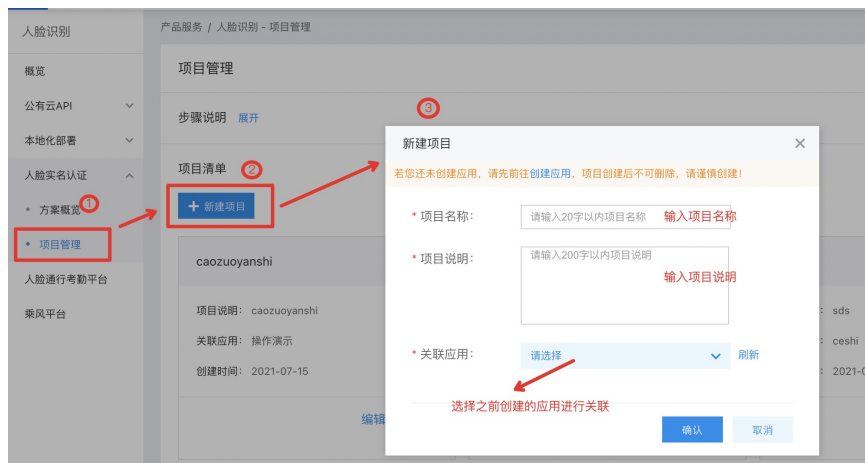 人脸识别
产品服务 / 人脸识别 - 项目管理
概览
项目管理
公有云API
步骤说明 展开
③
本地化部署
新建项目
人脸实名认证
项目清单 ②
若您还未创建应用，请先前往创建应用，项目创建后不可删除，请谨慎创建！
方案概览 ①
+ 新建项目
* 项目名称：
请输入20字以内项目名称 输入项目名称
项目管理
* 项目说明：
请输入200字以内项目说明
caozuoyanshi
输入项目说明
人脸通行考勤平台
乘风平台
项目说明： caozuoyanshi
: sds
关联应用： 操作演示
: ceshi
* 关联应用：
请选择
刷新
创建时间： 2021-07-15
: 2021-0
选择之前创建的应用进行关联
编辑
确认
取消